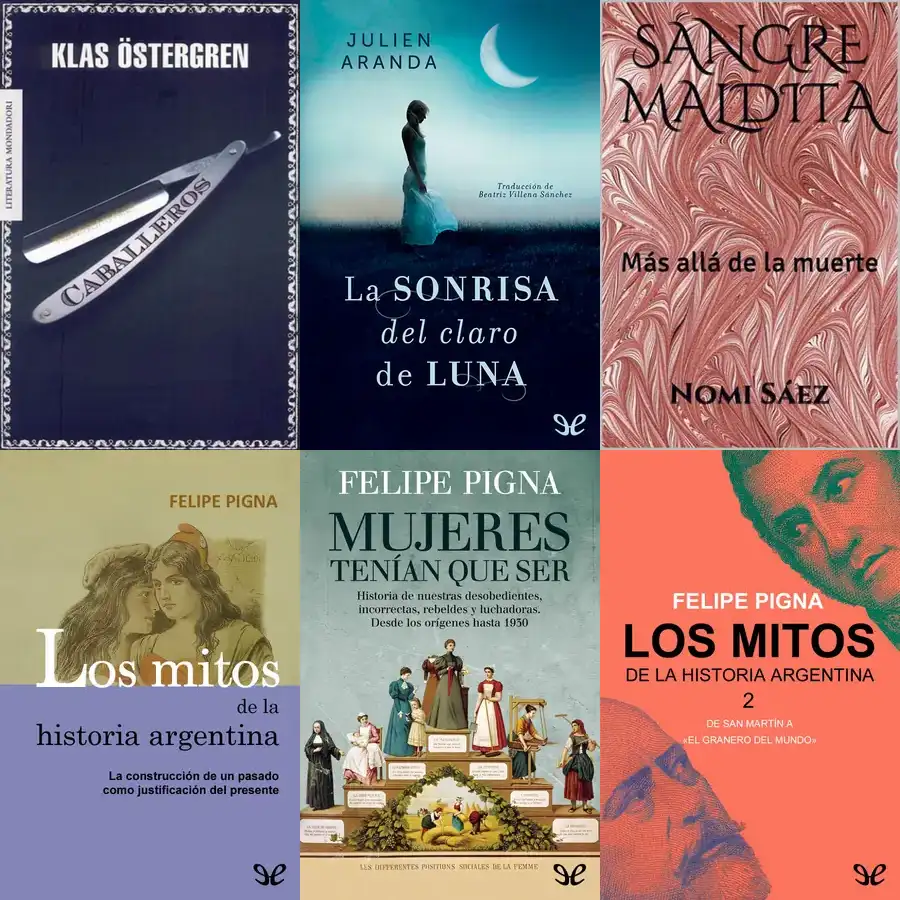 KLAS ÖSTERGREN
LITERATURA MONDADORI
CABALLEROS
JULIEN
ARANDA
Traducción de
Beatriz Villena Sánchez
La SONRISA
del claro
de LUNA
SANGRE
MALDITA
Más allá de la muerte
NOMI SÁEZ
FELIPE PIGNA
Los mitos
de la
historia argentina
La construcción de un pasado
como justificación del presente
FELIPE PIGNA
MUJERES
TENÍAN QUE SER
Historia de nuestras desobedientes,
incorrectas, rebeldes y luchadoras.
Desde los orígenes hasta 1930
LES DIFFERENTES POSITIONS SOCIALES DE LA FEMME
FELIPE PIGNA
LOS MITOS
DE LA HISTORIA ARGENTINA
2
DE SAN MARTÍN A
«EL GRANERO DEL MUNDO»